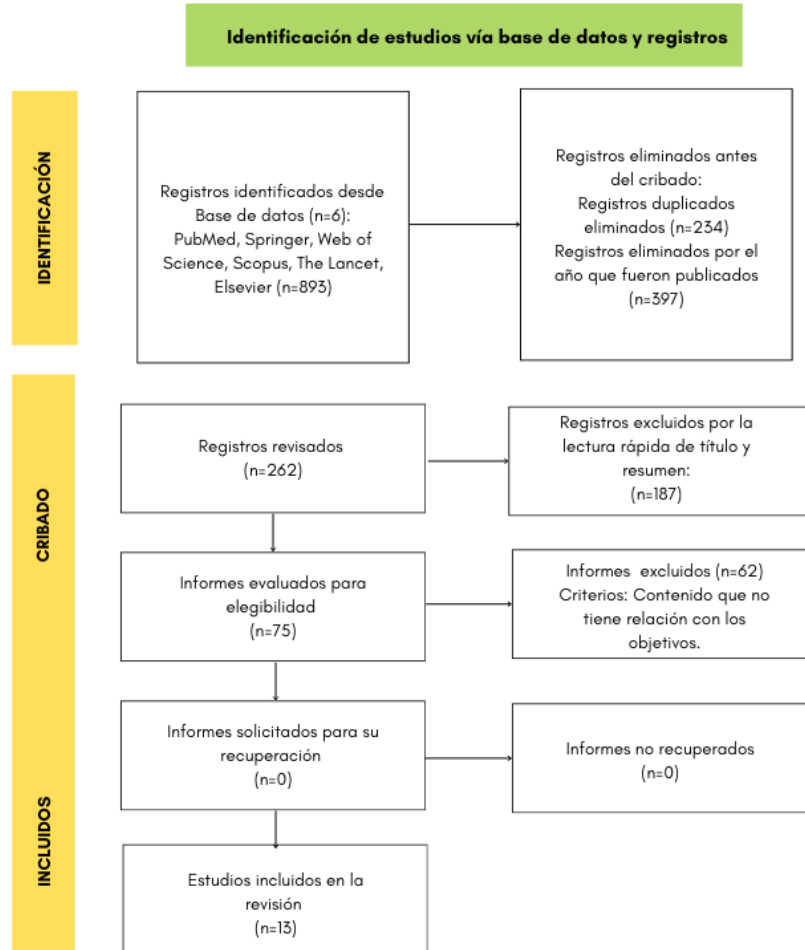 Identificación de estudios vía base de datos y registros
IDENTIFICACIÓN
Registros identificados desde
Base de datos (n=6):
PubMed, Springer, Web of
Science, Scopus, The Lancet,
Elsevier (n=893)
Registros eliminados antes
del cribado:
Registros duplicados
eliminados (n=234)
Registros eliminados por el
año que fueron publicados
(n=397)
CRIBADO
Registros revisados
(n=262)
Registros excluidos por la
lectura rápida de título y
resumen:
(n=187)
Informes evaluados para
elegibilidad
(n=75)
Informes excluidos (n=62)
Criterios: Contenido que no
tiene relación con los
objetivos.
Informes solicitados para su
recuperación
(n=0)
Informes no recuperados
(n=0)
INCLUIDOS
Estudios incluidos en la
revisión
(n=13)